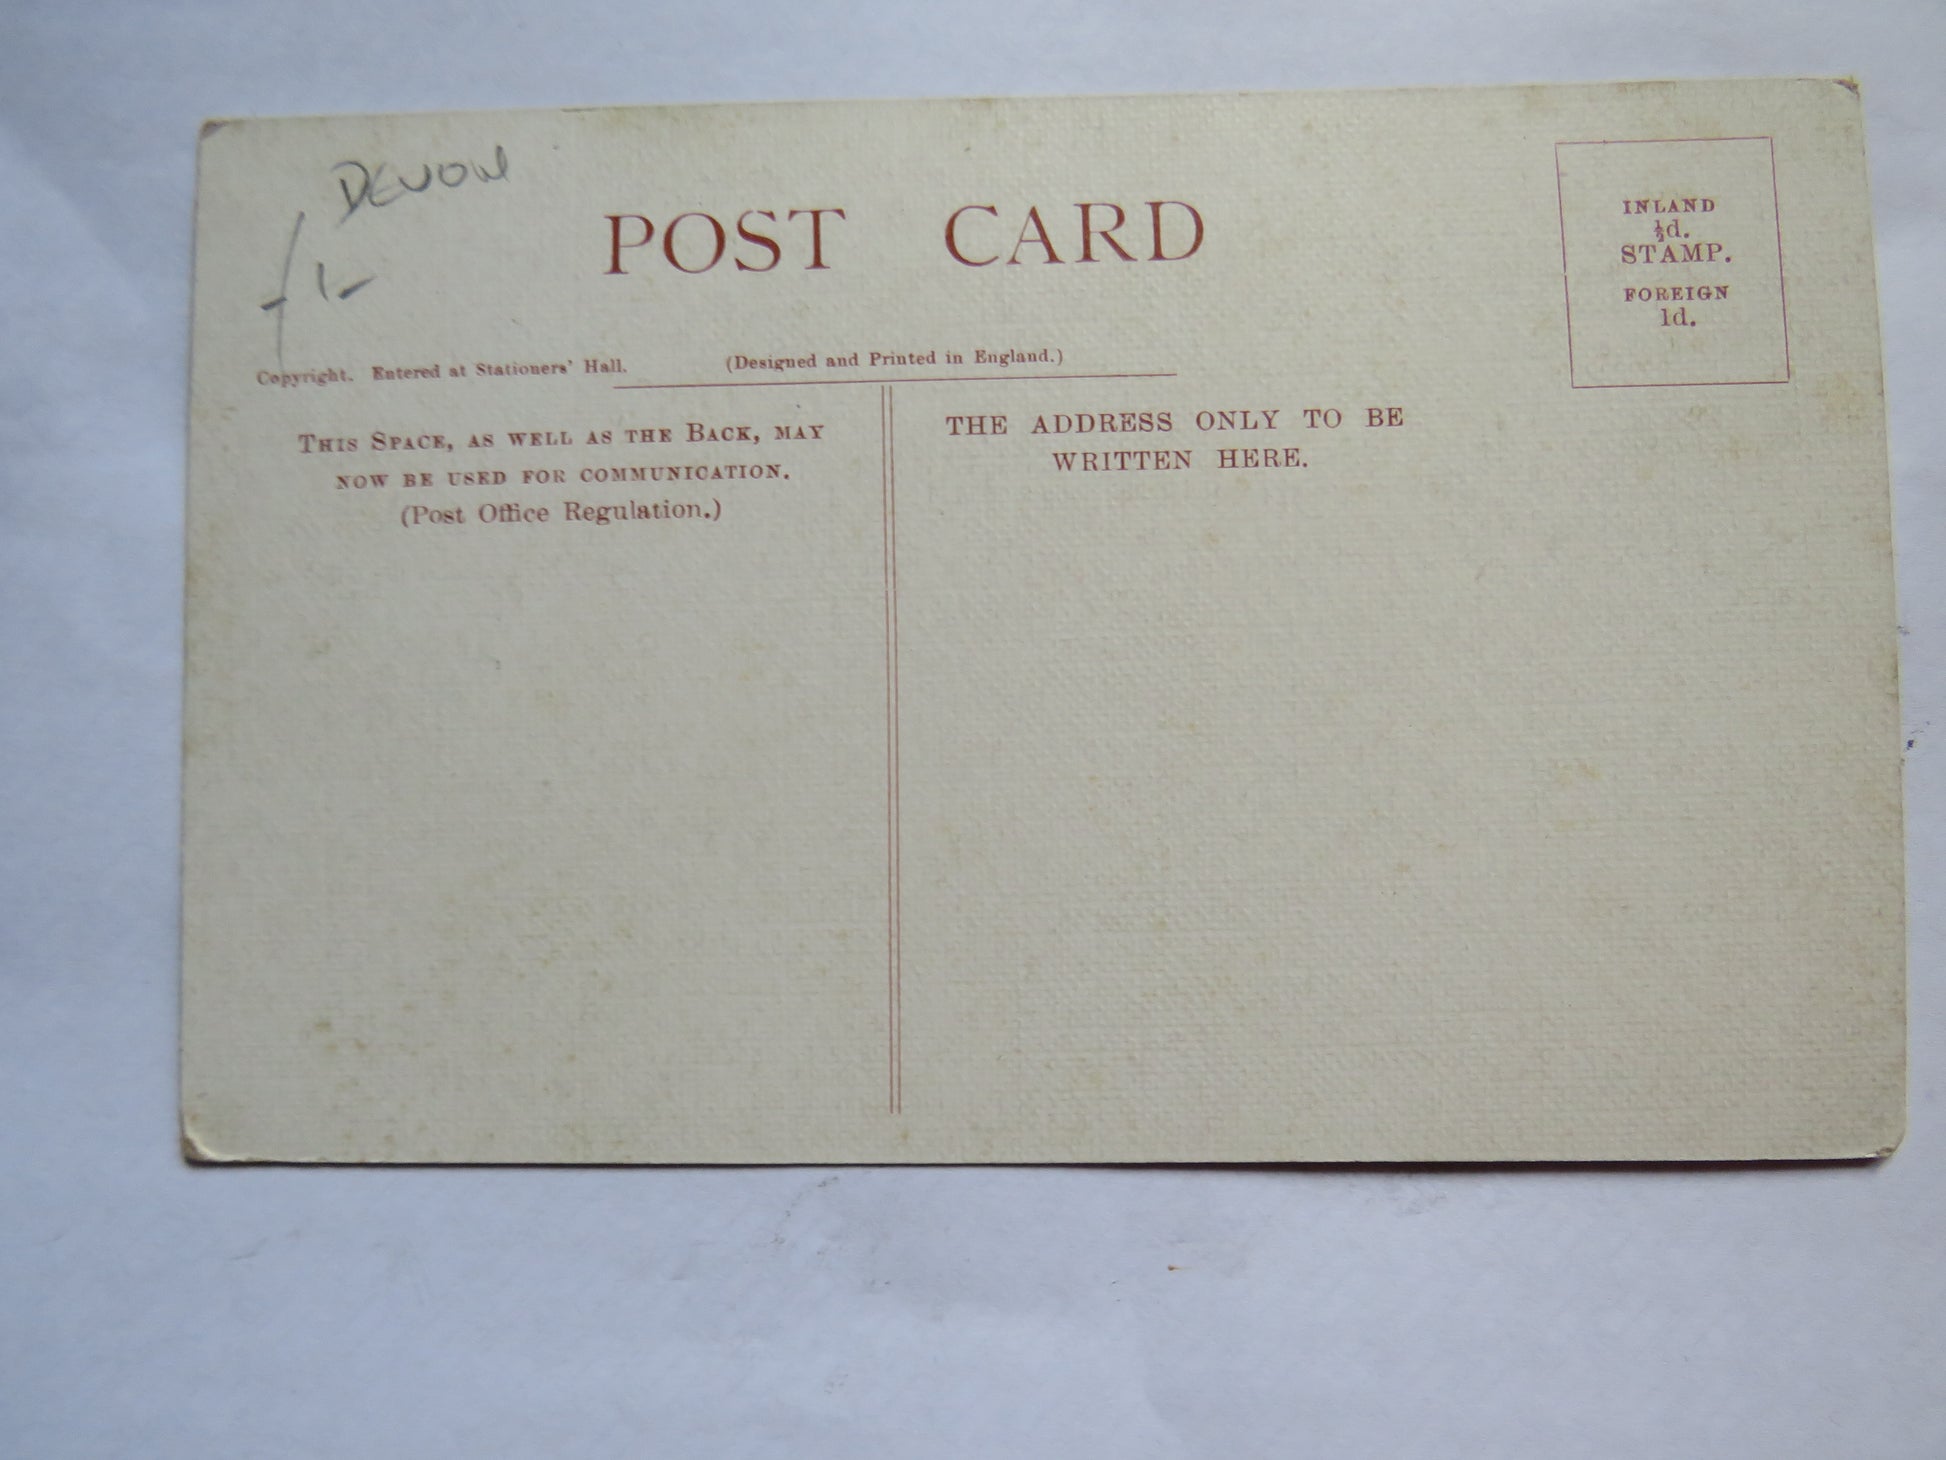 DEVON
POST CARD
Copyright. Entered at Stationers' Hall. (Designed and Printed in England.)
INLAND
½d.
STAMP.
FOREIGN
1d.
THIS SPACE, AS WELL AS THE BACK, MAY
NOW BE USED FOR COMMUNICATION.
(Post Office Regulation.)
THE ADDRESS ONLY TO BE
WRITTEN HERE.